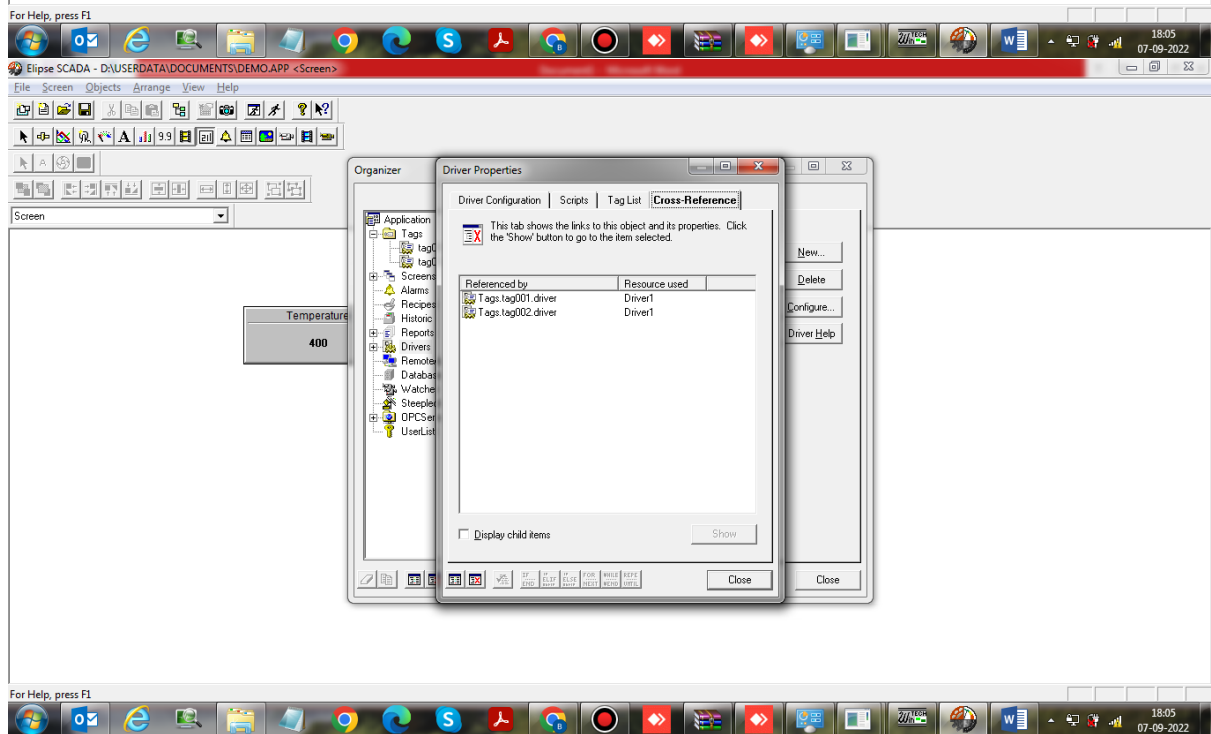 For Help, press F1
18:05
07-09-2022
Elipse SCADA - D:\USERDATA\DOCUMENTS\DEMO.APP <Screen>
File Screen Objects Arrange View Help
Screen
Temperature
400
Organizer
Application
Tags
Screens
Alarms
Recipes
Historic
Reports
Drivers
Remote
Databas
Watche
Steeple
OPCSer
UserList
New...
Delete
Configure...
Driver Help
Close
Driver Properties
Driver Configuration Scripts Tag List Cross-Reference
This tab shows the links to this object and its properties. Click
the 'Show' button to go to the item selected.
Referenced by Resource used
Tags.tag001.driver Driver1
Tags.tag002.driver Driver1
Display child items Show
Close
For Help, press F1
18:05
07-09-2022